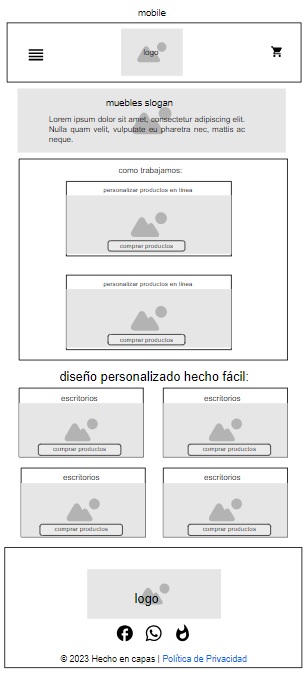 mobile
logo
muebles slogan
Lorem ipsum dolor sit amet, consectetur adipiscing elit.
Nulla quam velit, vulputate eu pharetra nec, mattis ac
neque.
como trabajamos:
personalizar productos en línea
comprar productos
personalizar productos en línea
comprar productos
diseño personalizado hecho fácil:
escritorios
comprar productos
escritorios
comprar productos
escritorios
comprar productos
escritorios
comprar productos
logo
© 2023 Hecho en capas | Política de Privacidad